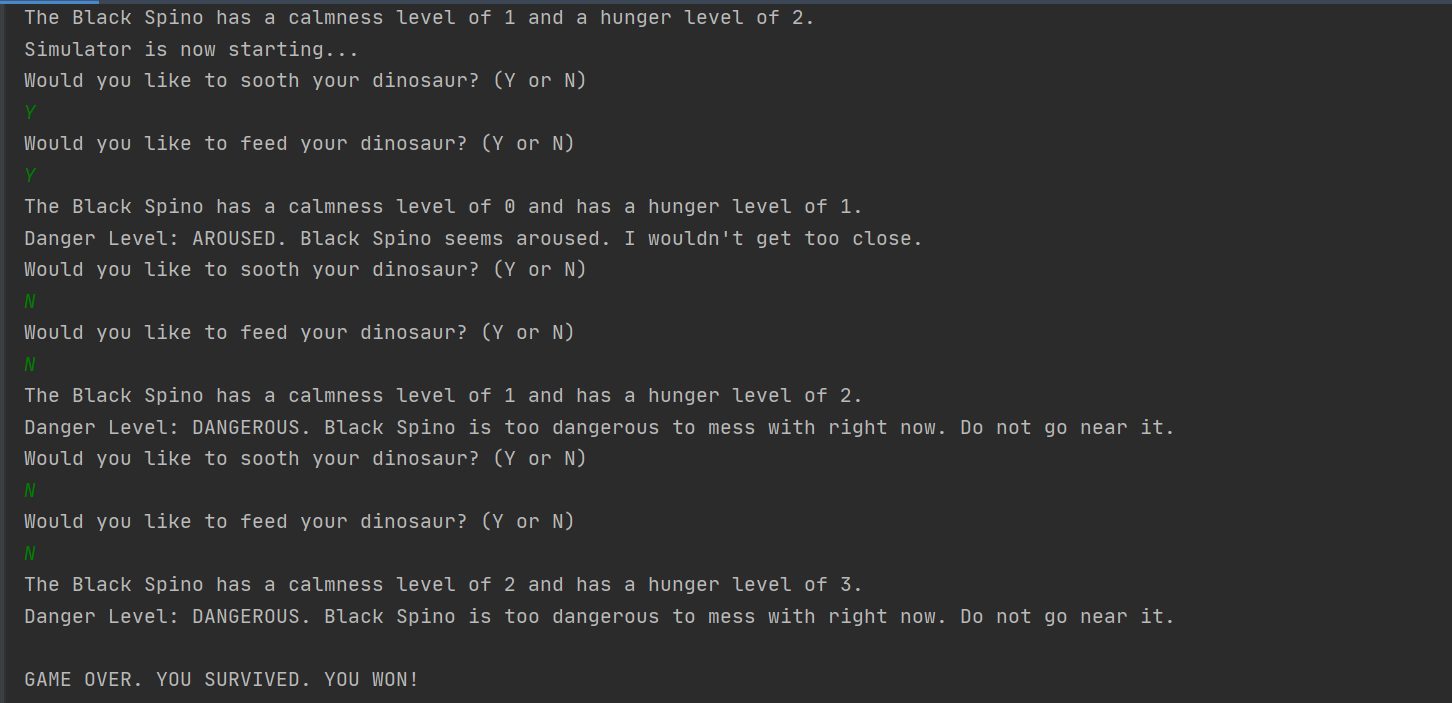 The Black Spino has a calmness level of 1 and a hunger level of 2.
Simulator is now starting...
Would you like to sooth your dinosaur? (Y or N)
Y
Would you like to feed your dinosaur? (Y or N)
Y
The Black Spino has a calmness level of 0 and has a hunger level of 1.
Danger Level: AROUSED. Black Spino seems aroused. I wouldn't get too close.
Would you like to sooth your dinosaur? (Y or N)
N
Would you like to feed your dinosaur? (Y or N)
N
The Black Spino has a calmness level of 1 and has a hunger level of 2.
Danger Level: DANGEROUS. Black Spino is too dangerous to mess with right now. Do not go near it.
Would you like to sooth your dinosaur? (Y or N)
N
Would you like to feed your dinosaur? (Y or N)
N
The Black Spino has a calmness level of 2 and has a hunger level of 3.
Danger Level: DANGEROUS. Black Spino is too dangerous to mess with right now. Do not go near it.
GAME OVER. YOU SURVIVED. YOU WON!